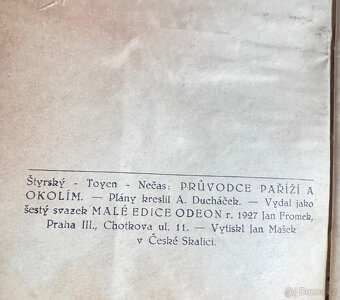 Štyrský - Toyen - Nečas: PRŮVODCE PAŘÍŽÍ A
OKOLÍM. — Plány kreslil A. Ducháček. — Vydal jako
šestý svazek MALÉ EDICE ODEON r. 1927 Jan Fromek,
Praha III., Chotkova ul. 11. — Vytiskl Jan Mašek
v České Skalici.